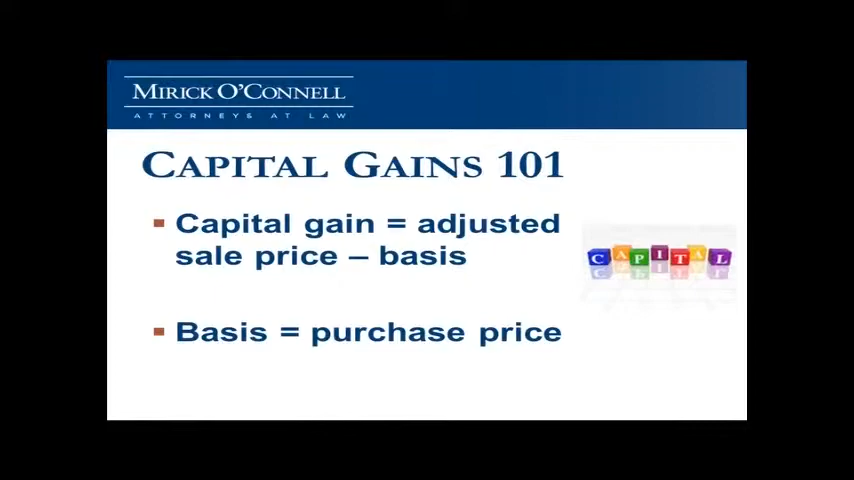 MIRICK O'CONNELL
ATTORNEYS AT LAW
CAPITAL GAINS 101
▪ Capital gain = adjusted
sale price – basis
CAPITAL
▪ Basis = purchase price